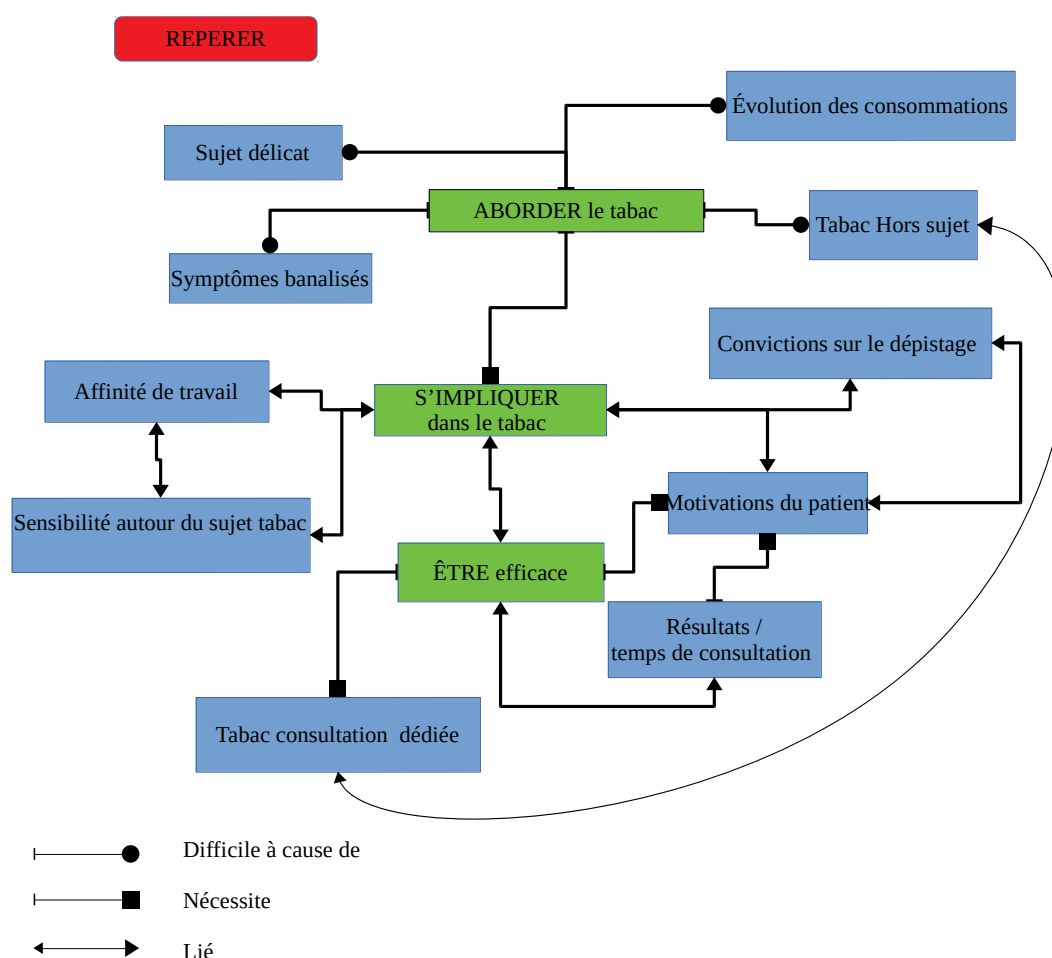 REPERER
Évolution des consommations
Sujet délicat
ABORDER le tabac
Tabac Hors sujet
Symptômes banalisés
Convictions sur le dépistage
Affinité de travail
S’IMPLIQUER
dans le tabac
Motivations du patient
Sensibilité autour du sujet tabac
ÊTRE efficace
Résultats /
temps de consultation
Tabac consultation dédiée
Difficile à cause de
Nécessite
Lié